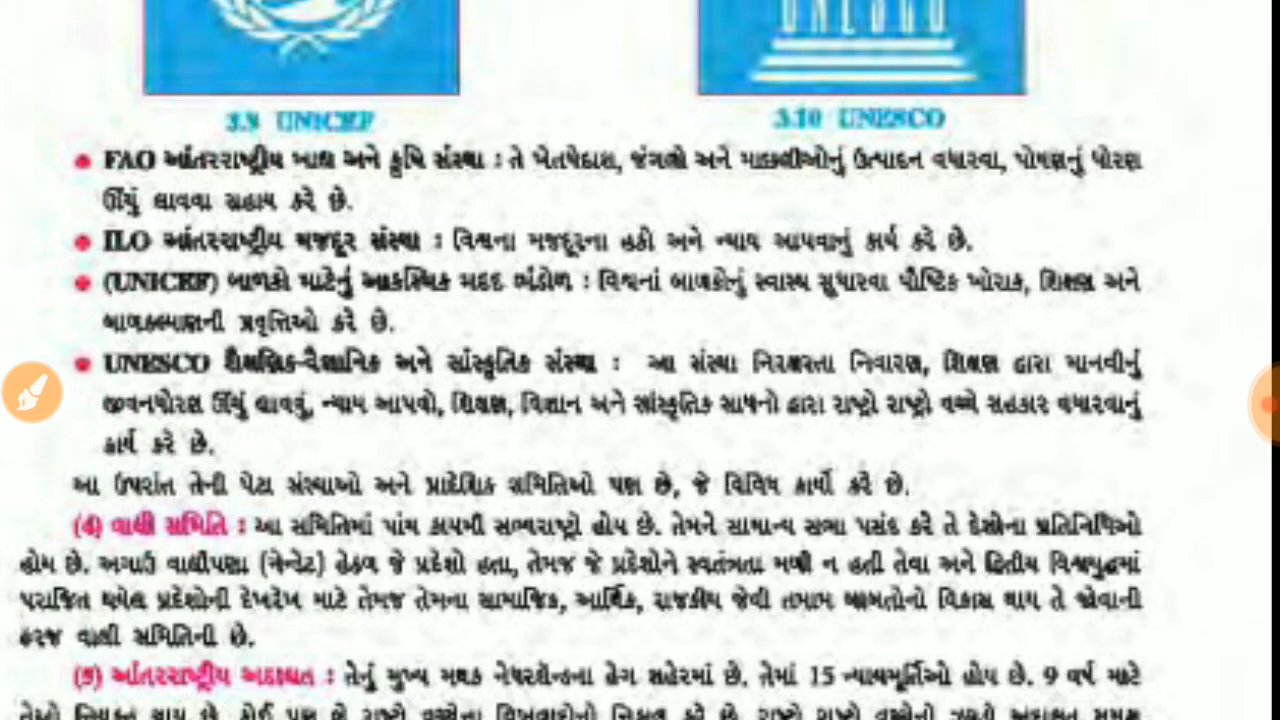 UNESCO
3.9 UNICEF
3.10 UNESCO
• FAO આંતરરાષ્ટ્રીય ખાદ્ય અને કૃષિ સંસ્થા : તે ખેતપેદાશ, જંગલો અને માછલીઓનું ઉત્પાદન વધારવા, પોષણનું ધોરણ
ઊંચું લાવવા સહાય કરે છે.
• ILO આંતરરાષ્ટ્રીય મજદૂર સંસ્થા : વિશ્વના મજદૂરના હકો અને ન્યાય આપવાનું કાર્ય કરે છે.
• (UNICEF) બાળકો માટેનું આકસ્મિક મદદ ભંડોળ : વિશ્વનાં બાળકોનું સ્વાસ્થ સુધારવા પૌષ્ટિક ખોરાક, શિક્ષણ અને
બાળકલ્યાણની પ્રવૃત્તિઓ કરે છે.
• UNESCO શૈક્ષણિક-વૈજ્ઞાનિક અને સાંસ્કૃતિક સંસ્થા : આ સંસ્થા નિરક્ષરતા નિવારણ, શિક્ષણ દ્વારા માનવીનું
જીવનધોરણ ઊંચું લાવવું, ન્યાય આપવો, શિક્ષણ, વિજ્ઞાન અને સાંસ્કૃતિક સાધનો દ્વારા રાષ્ટ્રો રાષ્ટ્રો વચ્ચે સહકાર વધારવાનું
કાર્ય કરે છે.
આ ઉપરાંત તેની પેટા સંસ્થાઓ અને પ્રાદેશિક સમિતિઓ પણ છે, જે વિવિધ કાર્યો કરે છે.
(4) વાલી સમિતિ : આ સમિતિમાં પાંચ કાયમી સભ્યરાષ્ટ્રો હોય છે. તેમને સામાન્ય સભા પસંદ કરે તે દેશોના પ્રતિનિધિઓ
હોય છે. અગાઉ વાલીપણા (મેન્ડેટ) હેઠળ જે પ્રદેશો હતા, તેમજ જે પ્રદેશોને સ્વતંત્રતા મળી ન હતી તેવા અને દ્વિતીય વિશ્વયુદ્ધમાં
પરાજિત થયેલ પ્રદેશોની દેખરેખ માટે તેમજ તેમના સામાજિક, આર્થિક, રાજકીય જેવી તમામ બાબતોનો વિકાસ થાય તે જોવાની
ફરજ વાલી સમિતિની છે.
(5) આંતરરાષ્ટ્રીય અદાલત : તેનું મુખ્ય મથક નેધરલેન્ડના હેગ શહેરમાં છે. તેમાં 15 ન્યાયમૂર્તિઓ હોય છે. 9 વર્ષ માટે